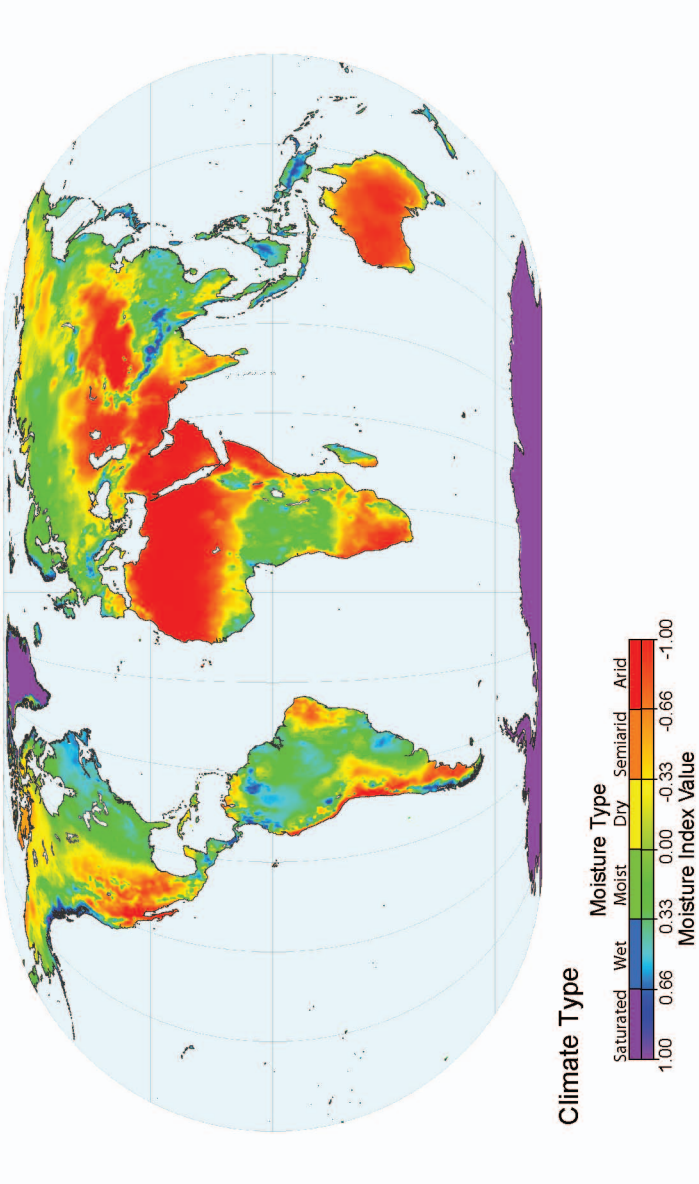 Climate Type
Moisture Type
Saturated Wet Moist Dry Semiarid Arid
1.00 0.66 0.33 0.00 -0.33 -0.66 -1.00
Moisture Index Value